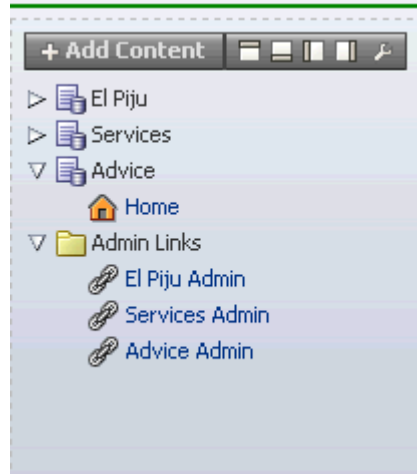 + Add Content
El Piju
Services
Advice
Home
Admin Links
El Piju Admin
Services Admin
Advice Admin